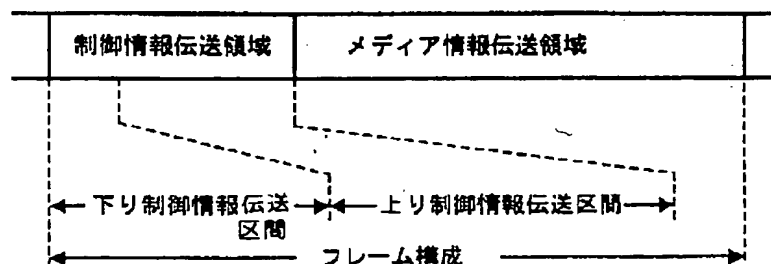 制御情報伝送領域
メディア情報伝送領域
下り制御情報伝送
区間
上り制御情報伝送区間
フレーム構成